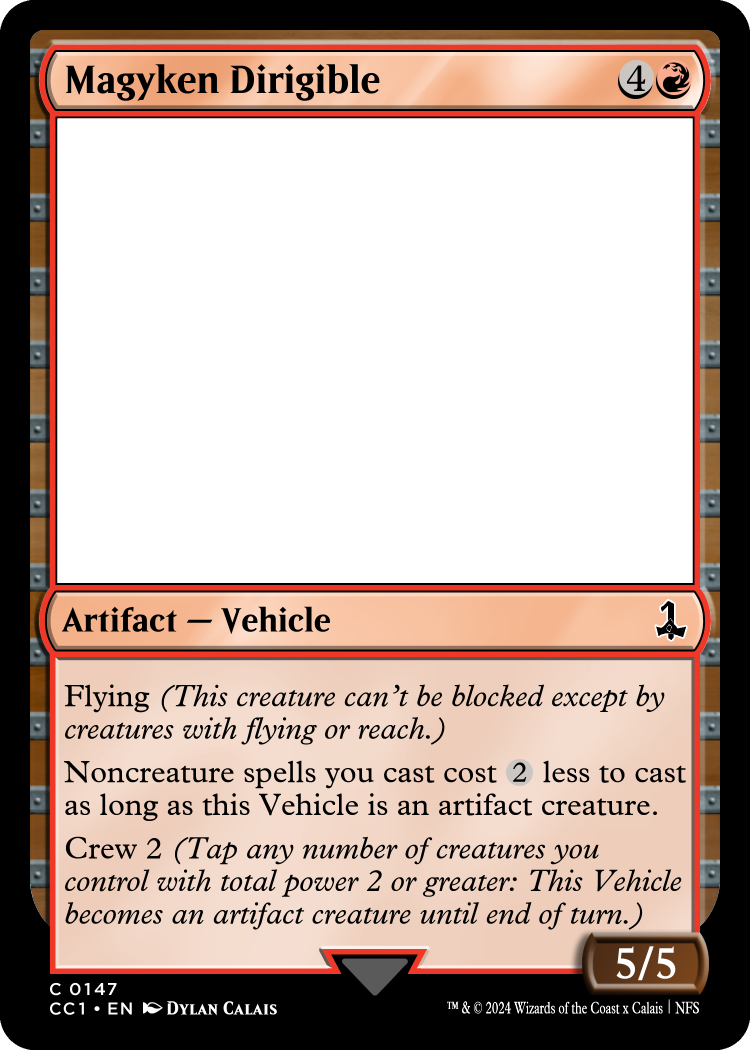 Magyken Dirigible 4
Artifact — Vehicle
Flying (This creature can't be blocked except by
creatures with flying or reach.)
Noncreature spells you cast cost 2 less to cast
as long as this Vehicle is an artifact creature.
Crew 2 (Tap any number of creatures you
control with total power 2 or greater: This Vehicle
becomes an artifact creature until end of turn.)
5/5
C 0147
CC1 • EN DYLAN CALAIS
™ & © 2024 Wizards of the Coast x Calais | NFS